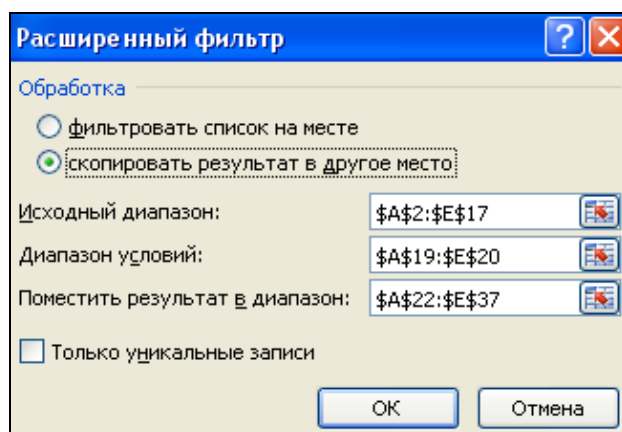 Расширенный фильтр
Обработка
фильтровать список на месте
скопировать результат в другое место
Исходный диапазон: $A$2:$E$17
Диапазон условий: $A$19:$E$20
Поместить результат в диапазон: $A$22:$E$37
Только уникальные записи
ОК Отмена